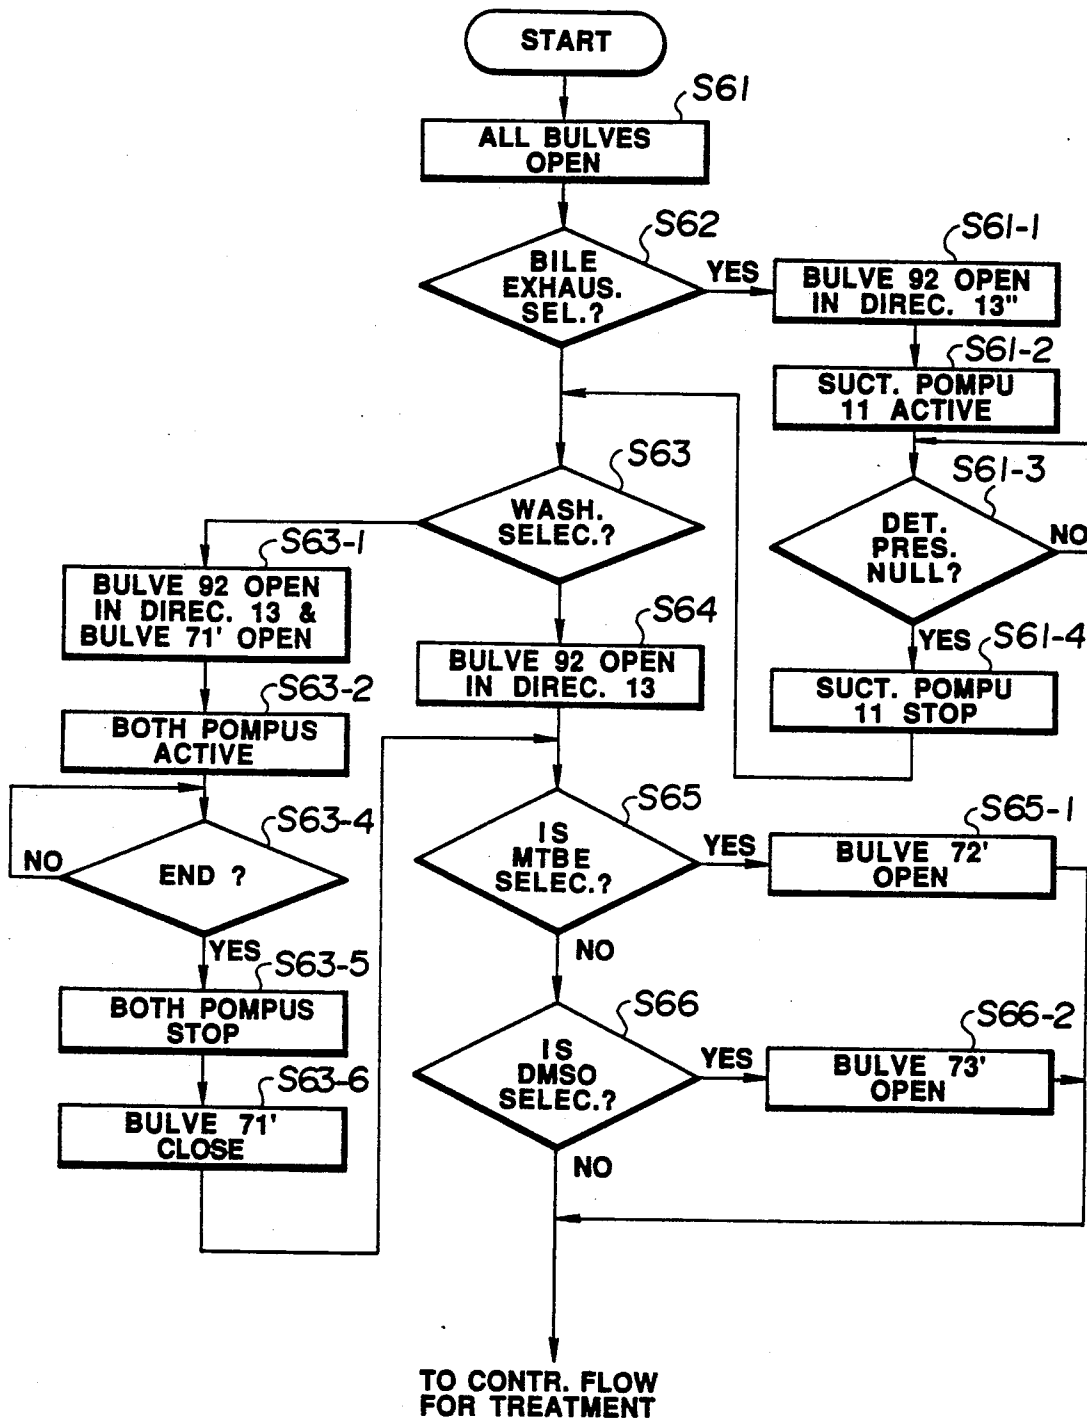 START
S61
ALL BULVES
OPEN
S62
BILE
EXHAUS.
SEL.?
YES
S61-1
BULVE 92 OPEN
IN DIREC. 13"
S61-2
SUCT. POMPU
11 ACTIVE
S61-3
DET.
PRES.
NULL?
NO
YES
S61-4
SUCT. POMPU
11 STOP
S63
WASH.
SELEC.?
S63-1
BULVE 92 OPEN
IN DIREC. 13 &
BULVE 71' OPEN
S63-2
BOTH POMPUS
ACTIVE
S63-4
END ?
NO
YES
S63-5
BOTH POMPUS
STOP
S63-6
BULVE 71'
CLOSE
S64
BULVE 92 OPEN
IN DIREC. 13
S65
IS
MTBE
SELEC.?
YES
S65-1
BULVE 72'
OPEN
NO
S66
IS
DMSO
SELEC.?
YES
S66-2
BULVE 73'
OPEN
NO
TO CONTR. FLOW
FOR TREATMENT